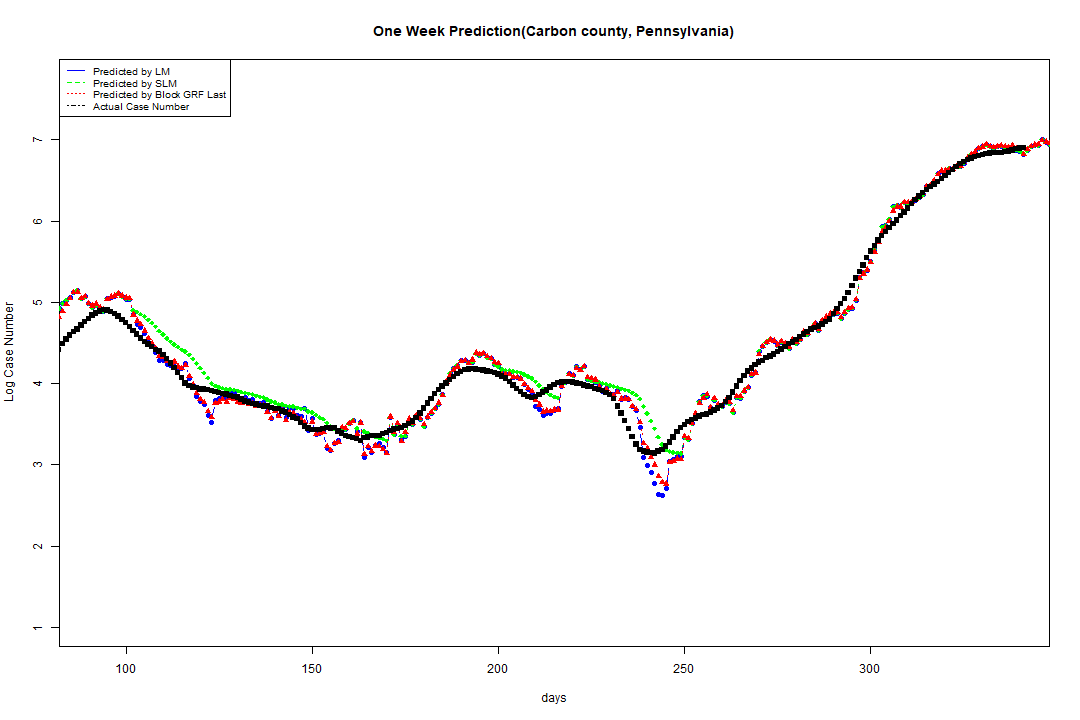 One Week Prediction(Carbon county, Pennsylvania)
Predicted by LM
Predicted by SLM
Predicted by Block GRF Last
Actual Case Number
Log Case Number
7
6
5
4
3
2
1
100 150 200 250 300
days